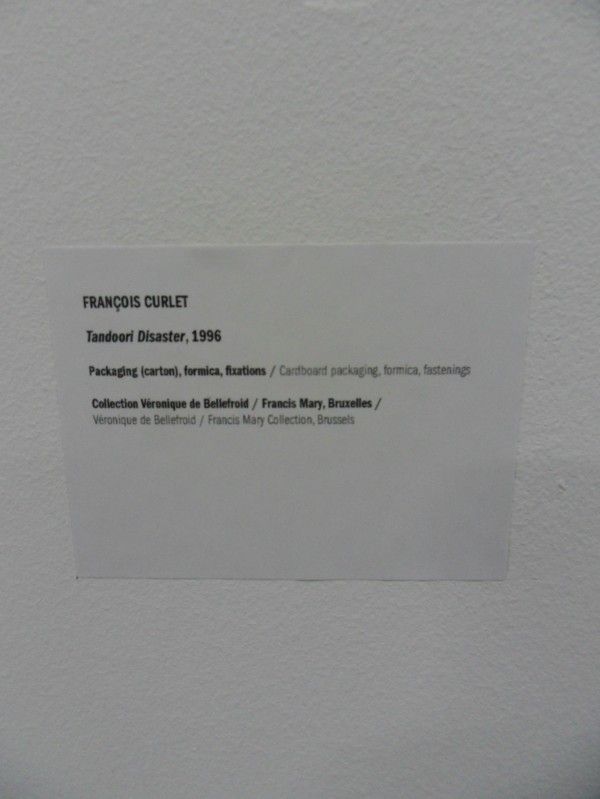 FRANÇOIS CURLET
Tandoori Disaster, 1996
Packaging (carton), formica, fixations / Cardboard packaging, formica, fastenings
Collection Véronique de Bellefroid / Francis Mary, Bruxelles /
Véronique de Bellefroid / Francis Mary Collection, Brussels